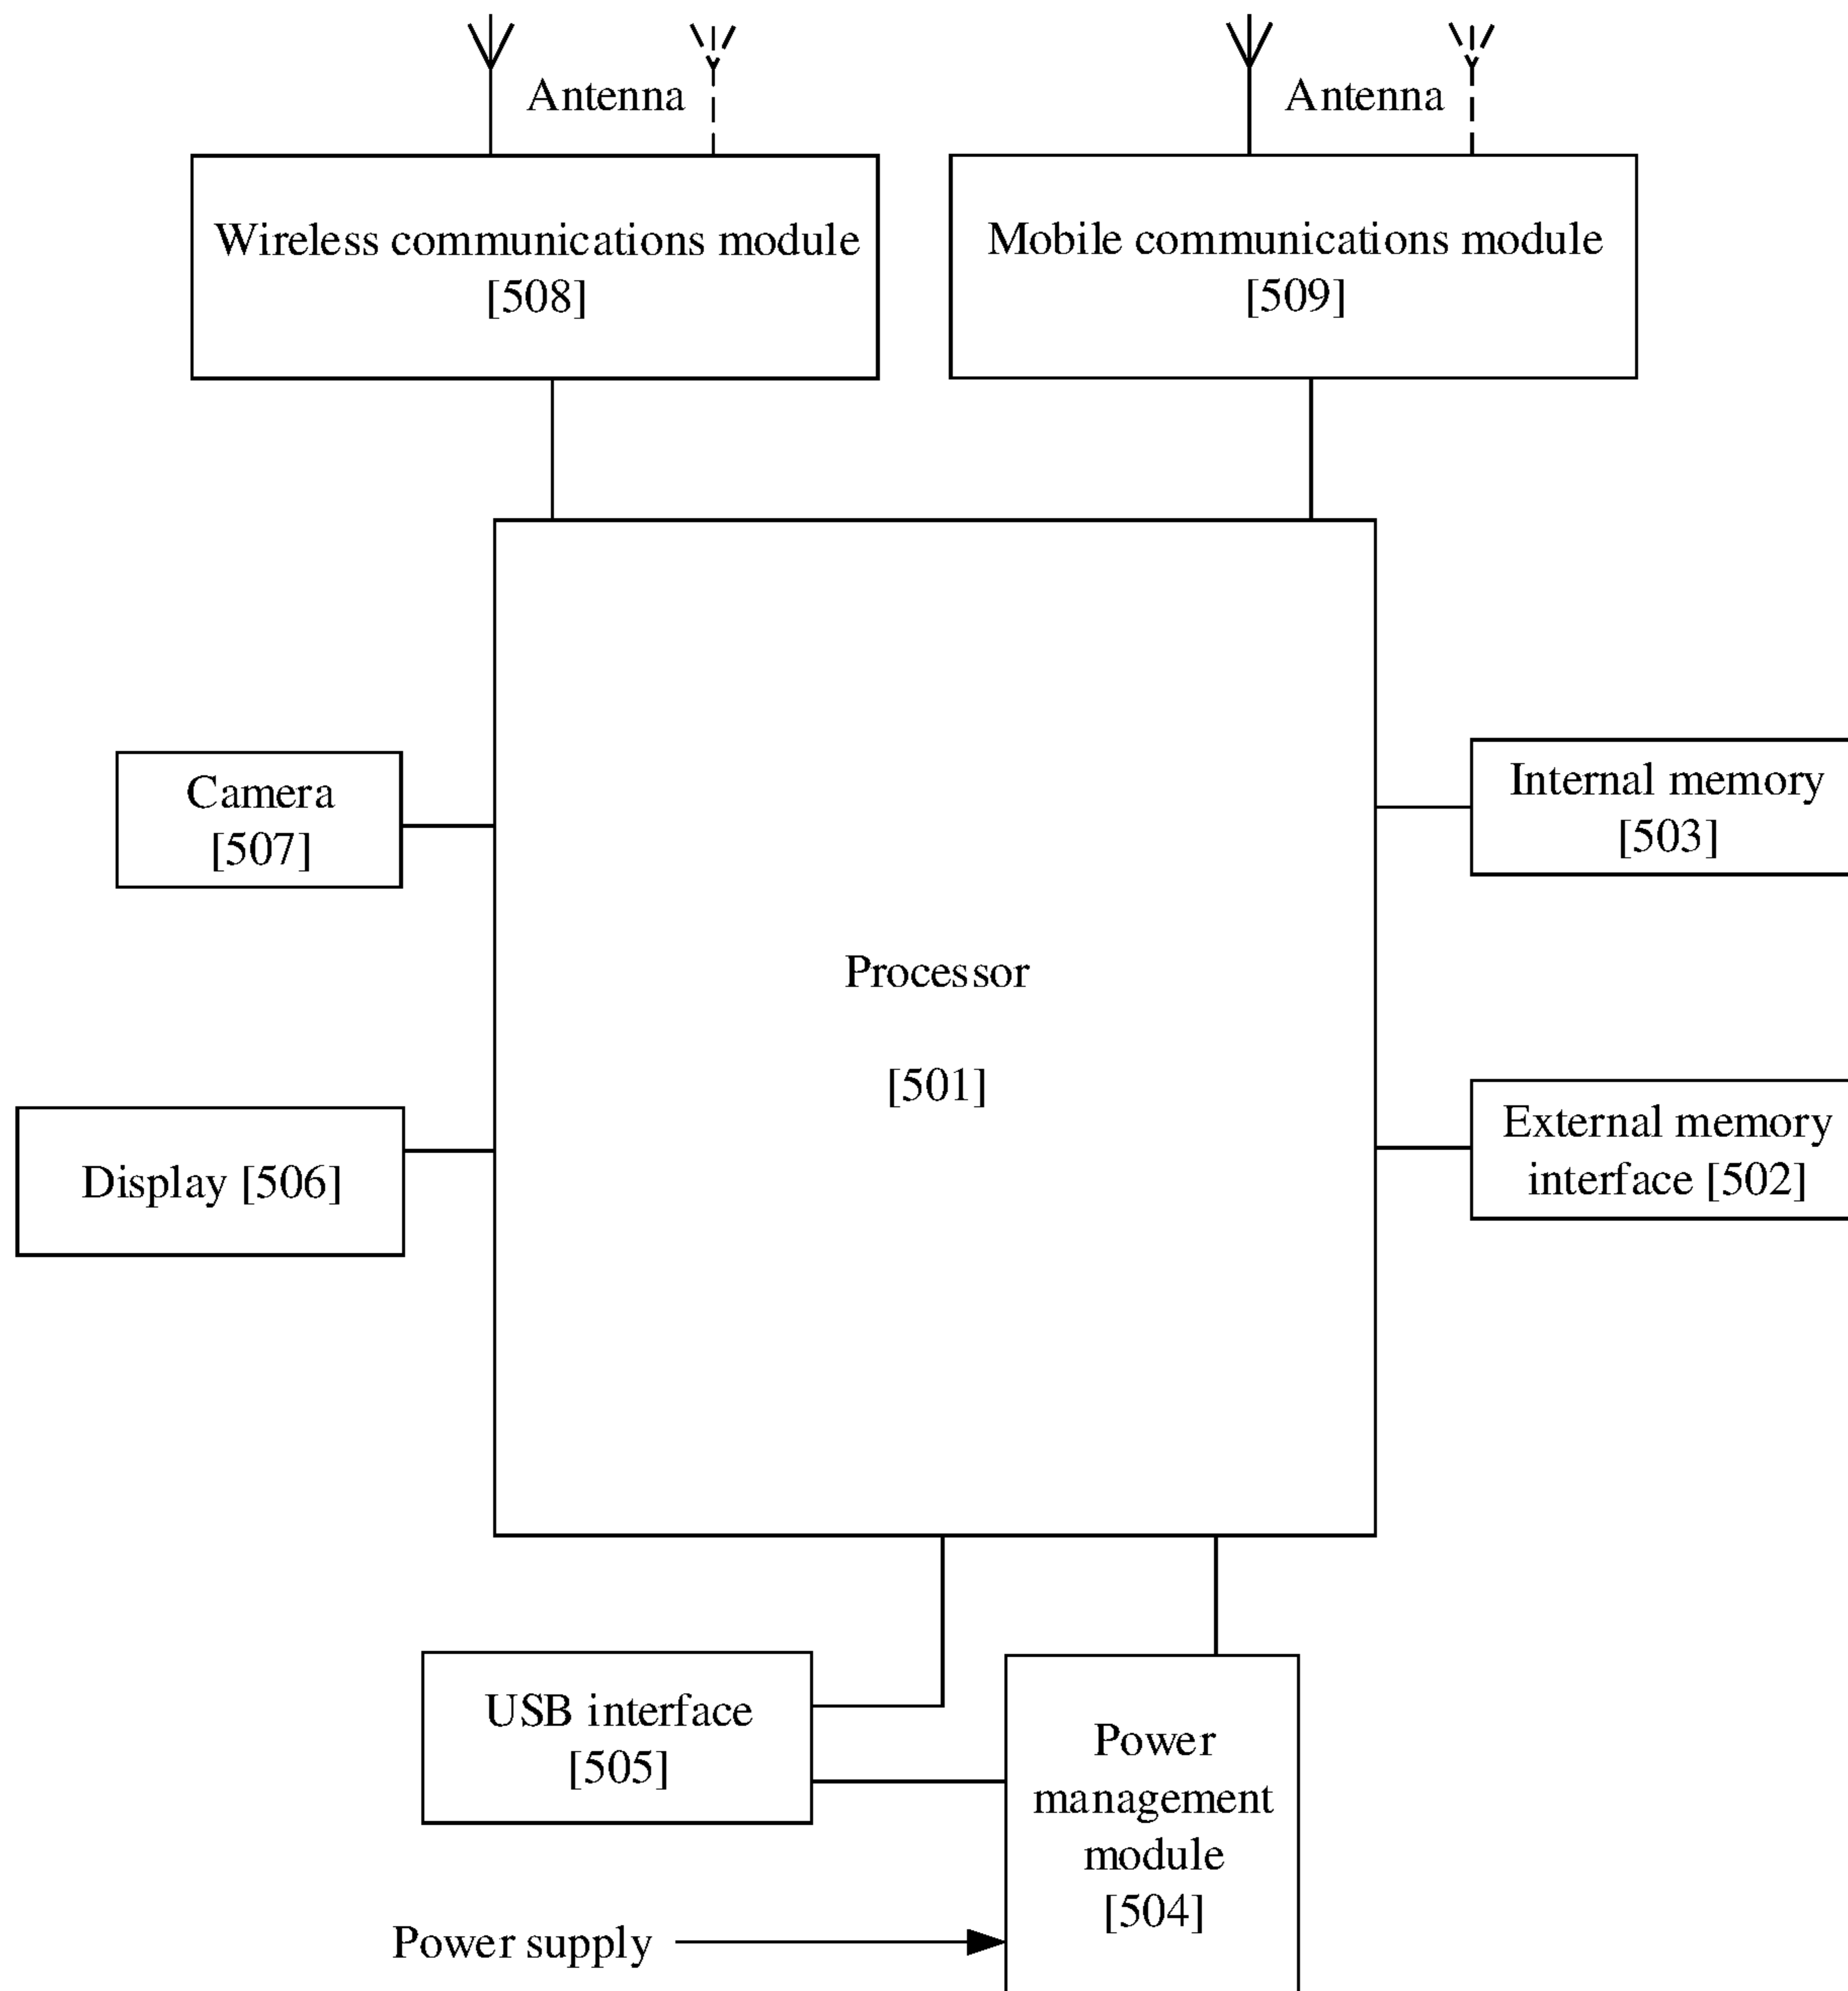 Antenna
Antenna
Wireless communications module
[508]
Mobile communications module
[509]
Camera
[507]
Internal memory
[503]
Processor
[501]
Display [506]
External memory
interface [502]
USB interface
[505]
Power
management
module
[504]
Power supply